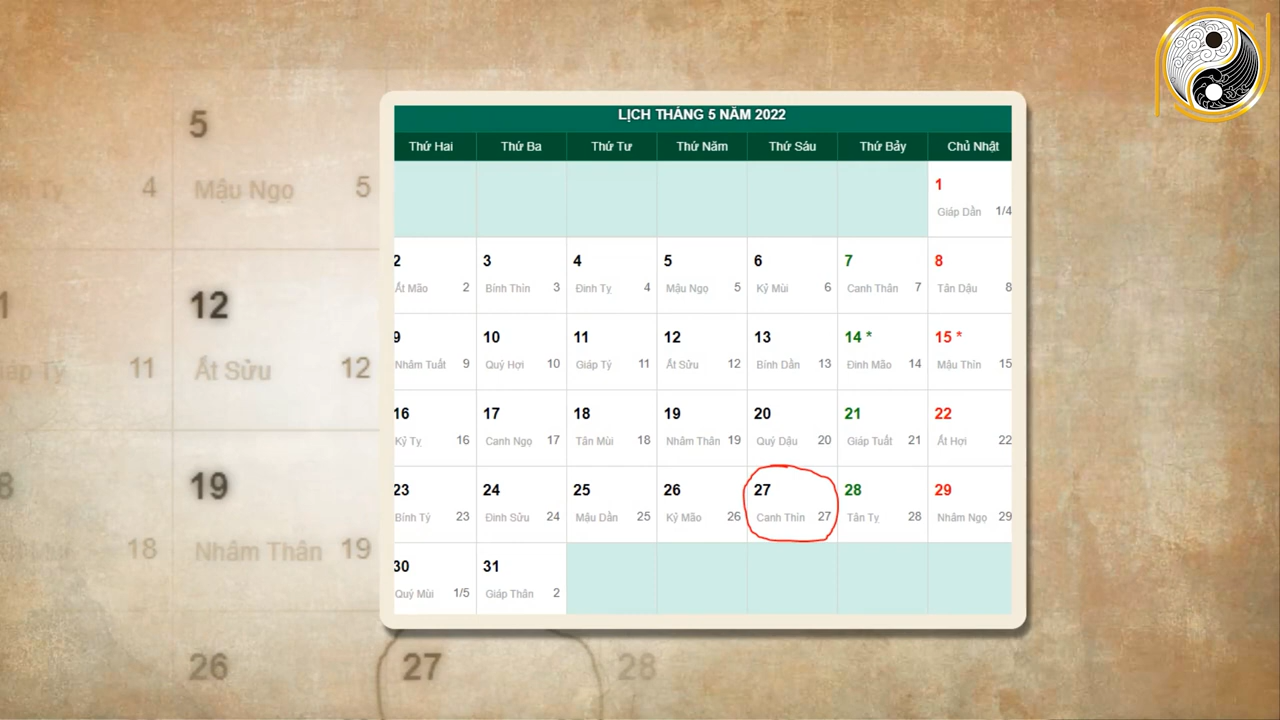 LỊCH THÁNG 5 NĂM 2022
Thứ Hai Thứ Ba Thứ Tư Thứ Năm Thứ Sáu Thứ Bảy Chủ Nhật
1
Giáp Dần 1/4
2 3 4 5 6 7 8
Ất Mão 2 Bính Thìn 3 Đinh Tỵ 4 Mậu Ngọ 5 Kỷ Mùi 6 Canh Thân 7 Tân Dậu 8
9 10 11 12 13 14 * 15 *
Nhâm Tuất 9 Quý Hợi 10 Giáp Tý 11 Ất Sửu 12 Bính Dần 13 Đinh Mão 14 Mậu Thìn 15
16 17 18 19 20 21 22
Kỷ Tỵ 16 Canh Ngọ 17 Tân Mùi 18 Nhâm Thân 19 Quý Dậu 20 Giáp Tuất 21 Ất Hợi 22
23 24 25 26 27 28 29
Bính Tý 23 Đinh Sửu 24 Mậu Dần 25 Kỷ Mão 26 Canh Thìn 27 Tân Tỵ 28 Nhâm Ngọ 29
30 31
Quý Mùi 1/5 Giáp Thân 2
5
4 Mậu Ngọ 5
12
11 Ất Sửu 12
19
18 Nhâm Thân 19
26 27 28